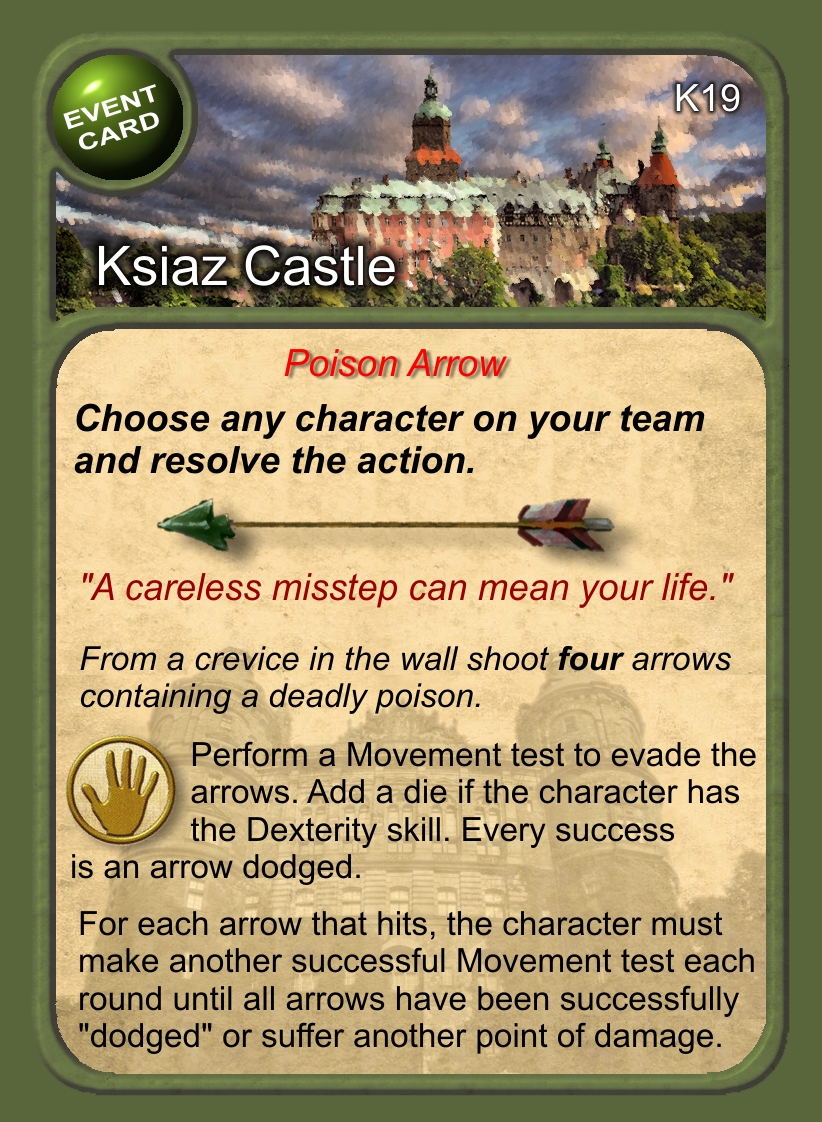 EVENT
CARD
K19
Ksiaz Castle
Poison Arrow
Choose any character on your team
and resolve the action.
"A careless misstep can mean your life."
From a crevice in the wall shoot four arrows
containing a deadly poison.
Perform a Movement test to evade the
arrows. Add a die if the character has
the Dexterity skill. Every success
is an arrow dodged.
For each arrow that hits, the character must
make another successful Movement test each
round until all arrows have been successfully
"dodged" or suffer another point of damage.